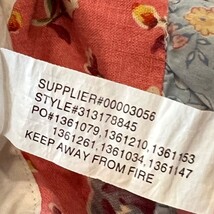 SUPPLIER#00003056
STYLE#313178845
PO#1361079,1361210,1361153
1361261,1361034,1361147
KEEP AWAY FROM FIRE